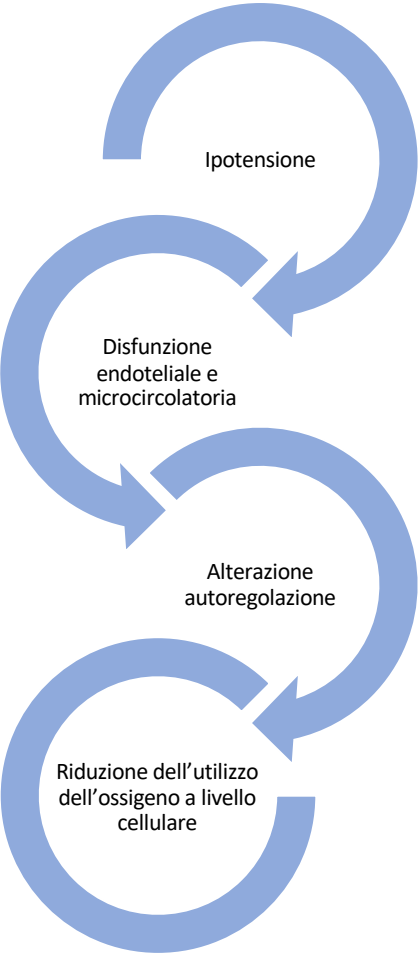 Ipotensione
Disfunzione
endoteliale e
microcircolatoria
Alterazione
autoregolazione
Riduzione dell’utilizzo
dell’ossigeno a livello
cellulare